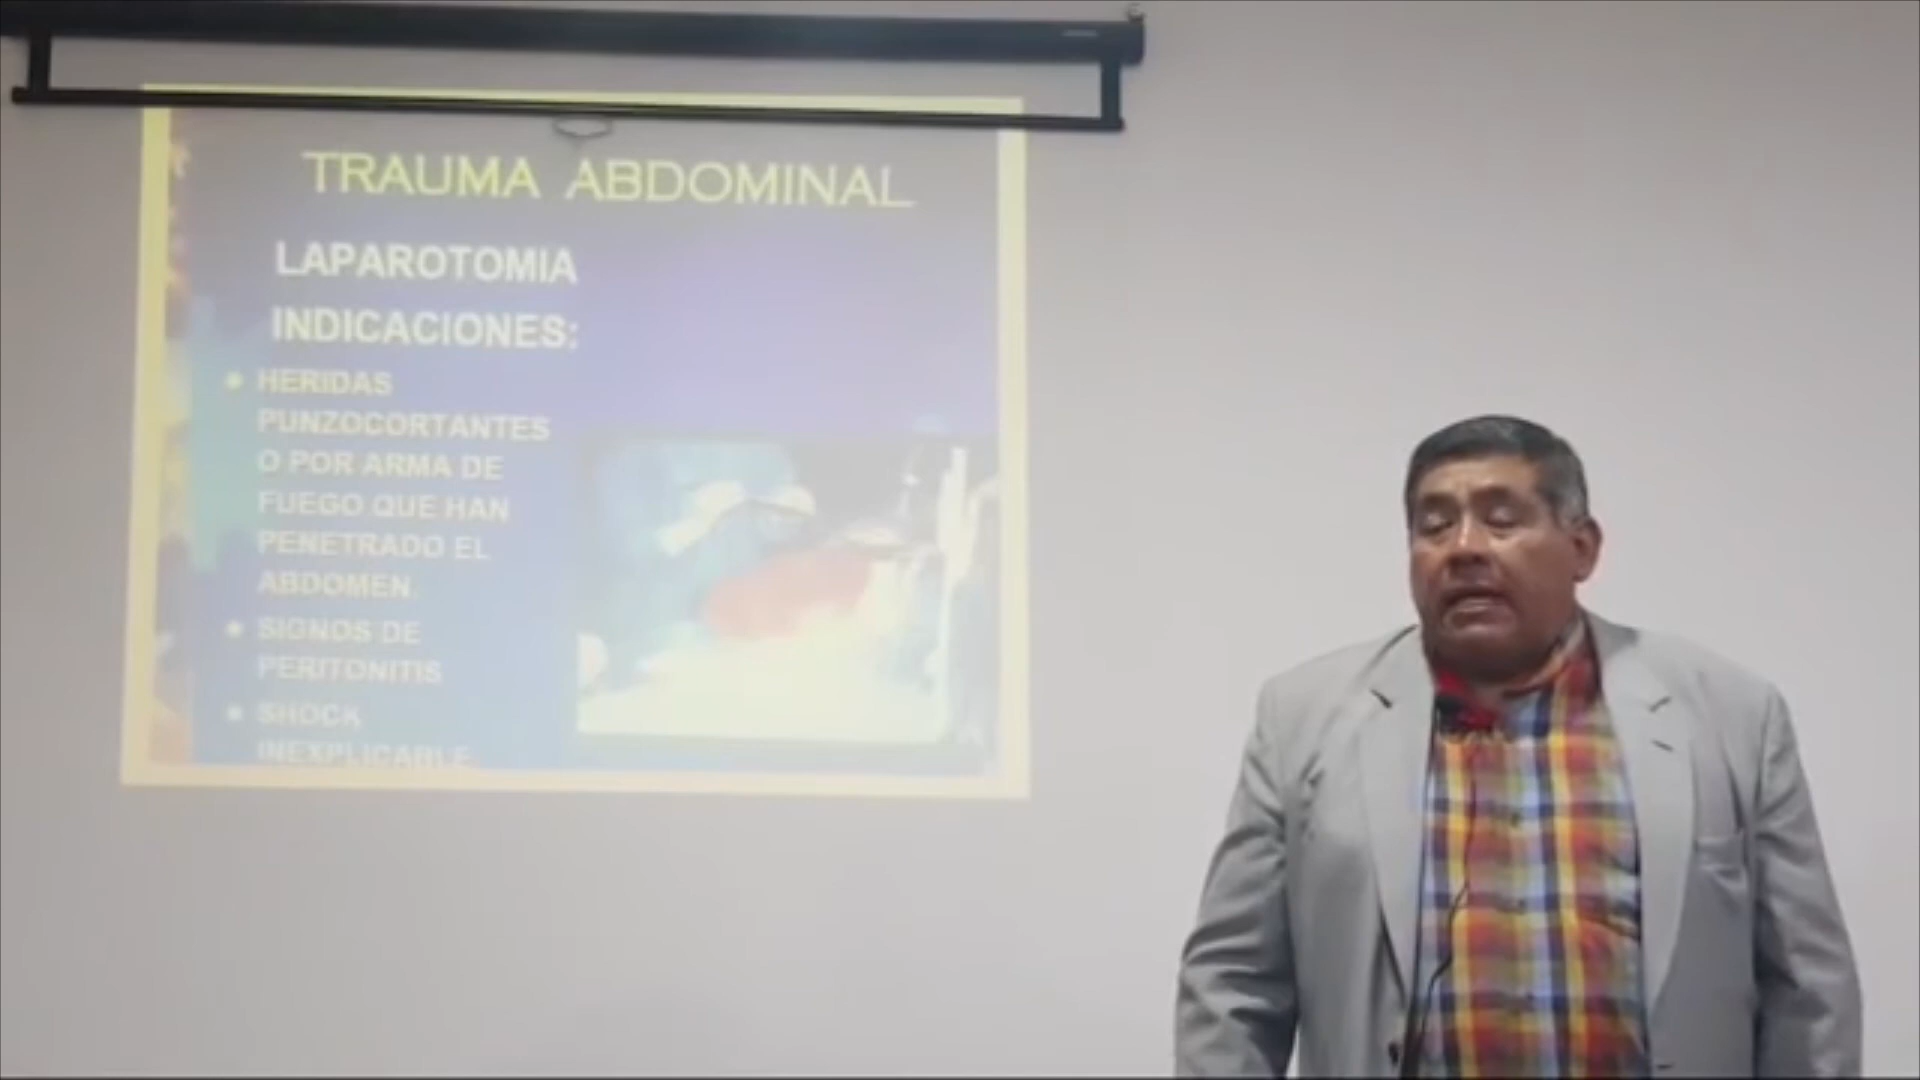 TRAUMA ABDOMINAL
LAPAROTOMIA
INDICACIONES:
HERIDAS
PUNZOCORTANTES
O POR ARMA DE
FUEGO QUE HAN
PENETRADO EL
ABDOMEN.
SIGNOS DE
PERITONITIS
SHOCK
INEXPLICABLE.